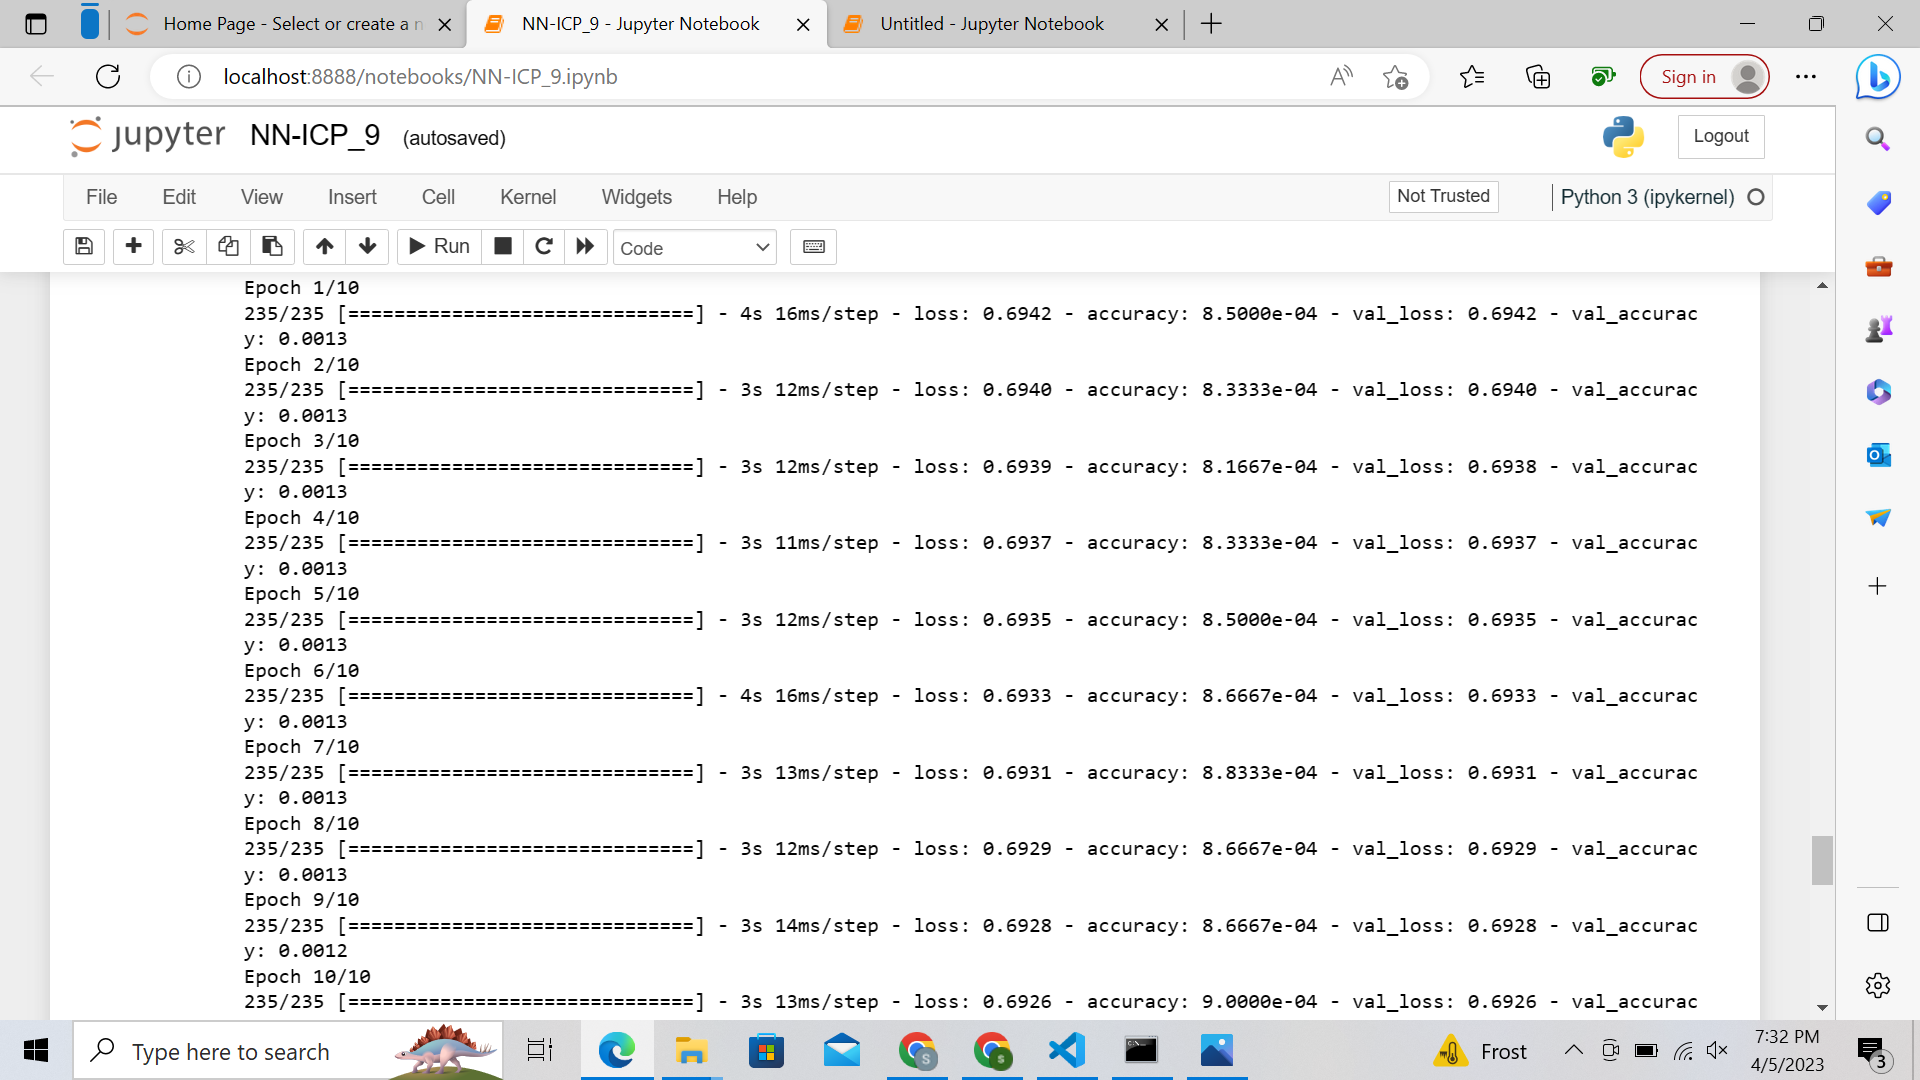 Home Page - Select or create a n
NN-ICP_9 - Jupyter Notebook
Untitled - Jupyter Notebook
localhost:8888/notebooks/NN-ICP_9.ipynb
Sign in
jupyter NN-ICP_9 (autosaved)
Logout
File Edit View Insert Cell Kernel Widgets Help
Not Trusted
Python 3 (ipykernel)
Run
Code
Epoch 1/10
235/235 [==============================] - 4s 16ms/step - loss: 0.6942 - accuracy: 8.5000e-04 - val_loss: 0.6942 - val_accurac
y: 0.0013
Epoch 2/10
235/235 [==============================] - 3s 12ms/step - loss: 0.6940 - accuracy: 8.3333e-04 - val_loss: 0.6940 - val_accurac
y: 0.0013
Epoch 3/10
235/235 [==============================] - 3s 12ms/step - loss: 0.6939 - accuracy: 8.1667e-04 - val_loss: 0.6938 - val_accurac
y: 0.0013
Epoch 4/10
235/235 [==============================] - 3s 11ms/step - loss: 0.6937 - accuracy: 8.3333e-04 - val_loss: 0.6937 - val_accurac
y: 0.0013
Epoch 5/10
235/235 [==============================] - 3s 12ms/step - loss: 0.6935 - accuracy: 8.5000e-04 - val_loss: 0.6935 - val_accurac
y: 0.0013
Epoch 6/10
235/235 [==============================] - 4s 16ms/step - loss: 0.6933 - accuracy: 8.6667e-04 - val_loss: 0.6933 - val_accurac
y: 0.0013
Epoch 7/10
235/235 [==============================] - 3s 13ms/step - loss: 0.6931 - accuracy: 8.8333e-04 - val_loss: 0.6931 - val_accurac
y: 0.0013
Epoch 8/10
235/235 [==============================] - 3s 12ms/step - loss: 0.6929 - accuracy: 8.6667e-04 - val_loss: 0.6929 - val_accurac
y: 0.0013
Epoch 9/10
235/235 [==============================] - 3s 14ms/step - loss: 0.6928 - accuracy: 8.6667e-04 - val_loss: 0.6928 - val_accurac
y: 0.0012
Epoch 10/10
235/235 [==============================] - 3s 13ms/step - loss: 0.6926 - accuracy: 9.0000e-04 - val_loss: 0.6926 - val_accurac
Type here to search
Frost
7:32 PM
4/5/2023
3